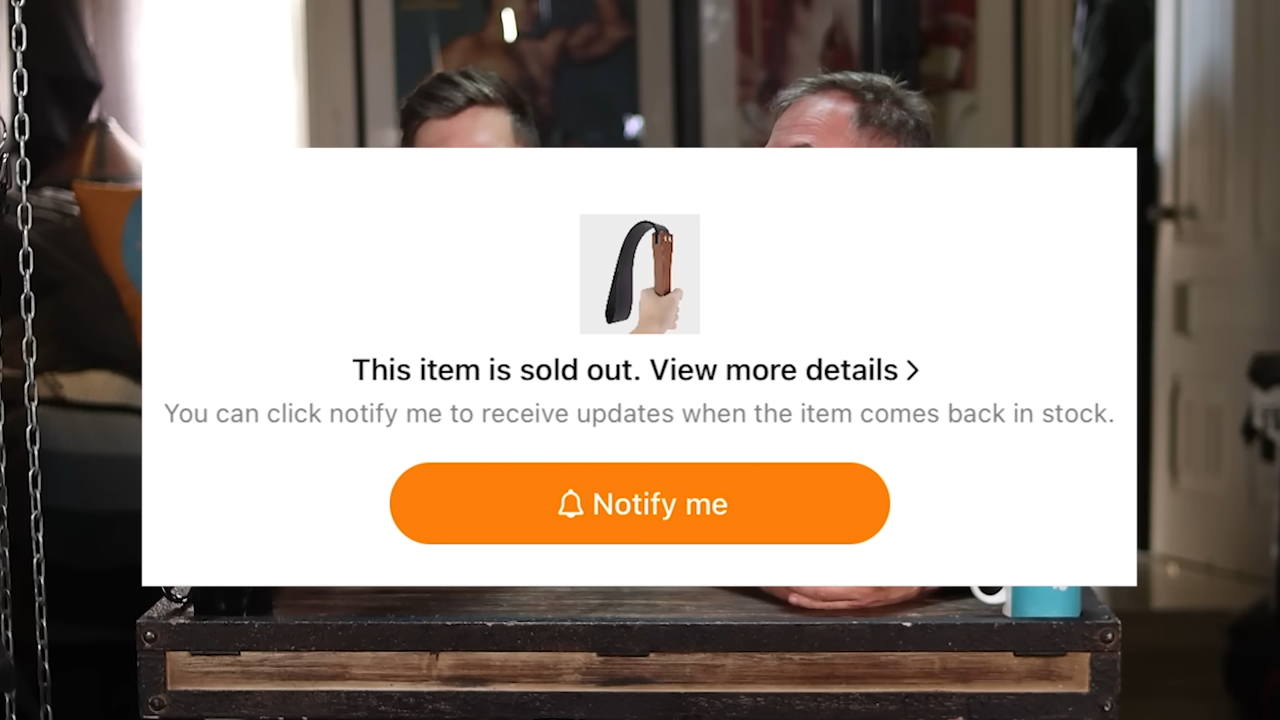 This item is sold out. View more details >
You can click notify me to receive updates when the item comes back in stock.
Notify me